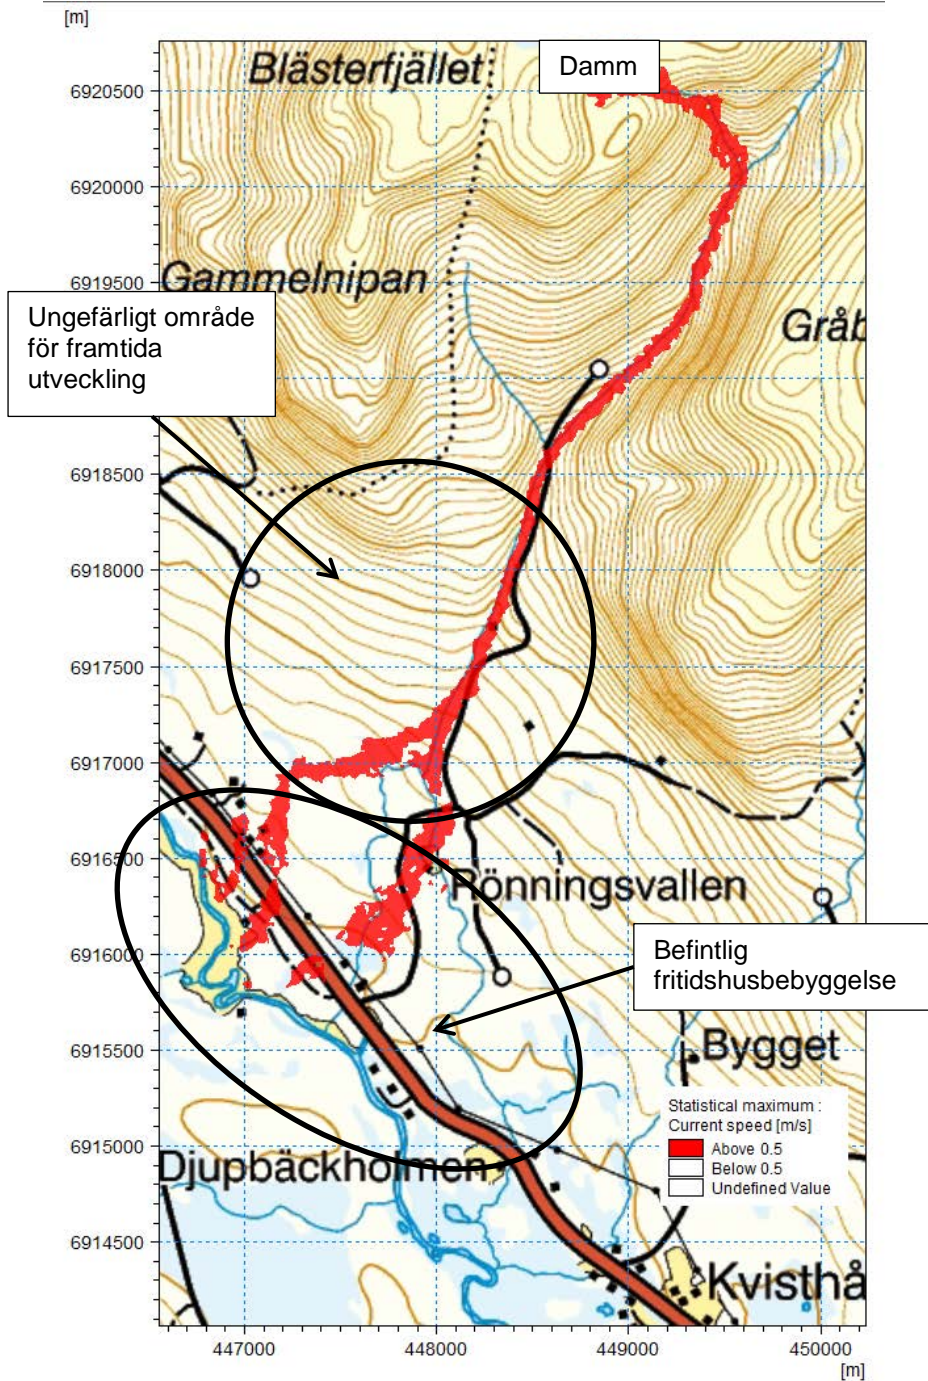 [m]
Blästerfjället
Damm
6920500
6920000
Gammelnipan
6919500
Ungefärligt område
för framtida
utveckling
Gråb
6918500
6918000
6917500
6917000
6916500
Rönningsvallen
6916000
Befintlig
fritidshusbebyggelse
6915500
Bygget
Statistical maximum :
Current speed [m/s]
Above 0.5
Below 0.5
Undefined Value
6915000
Djupbäckholmen
6914500
Kvisthå
447000
448000
449000
450000
[m]